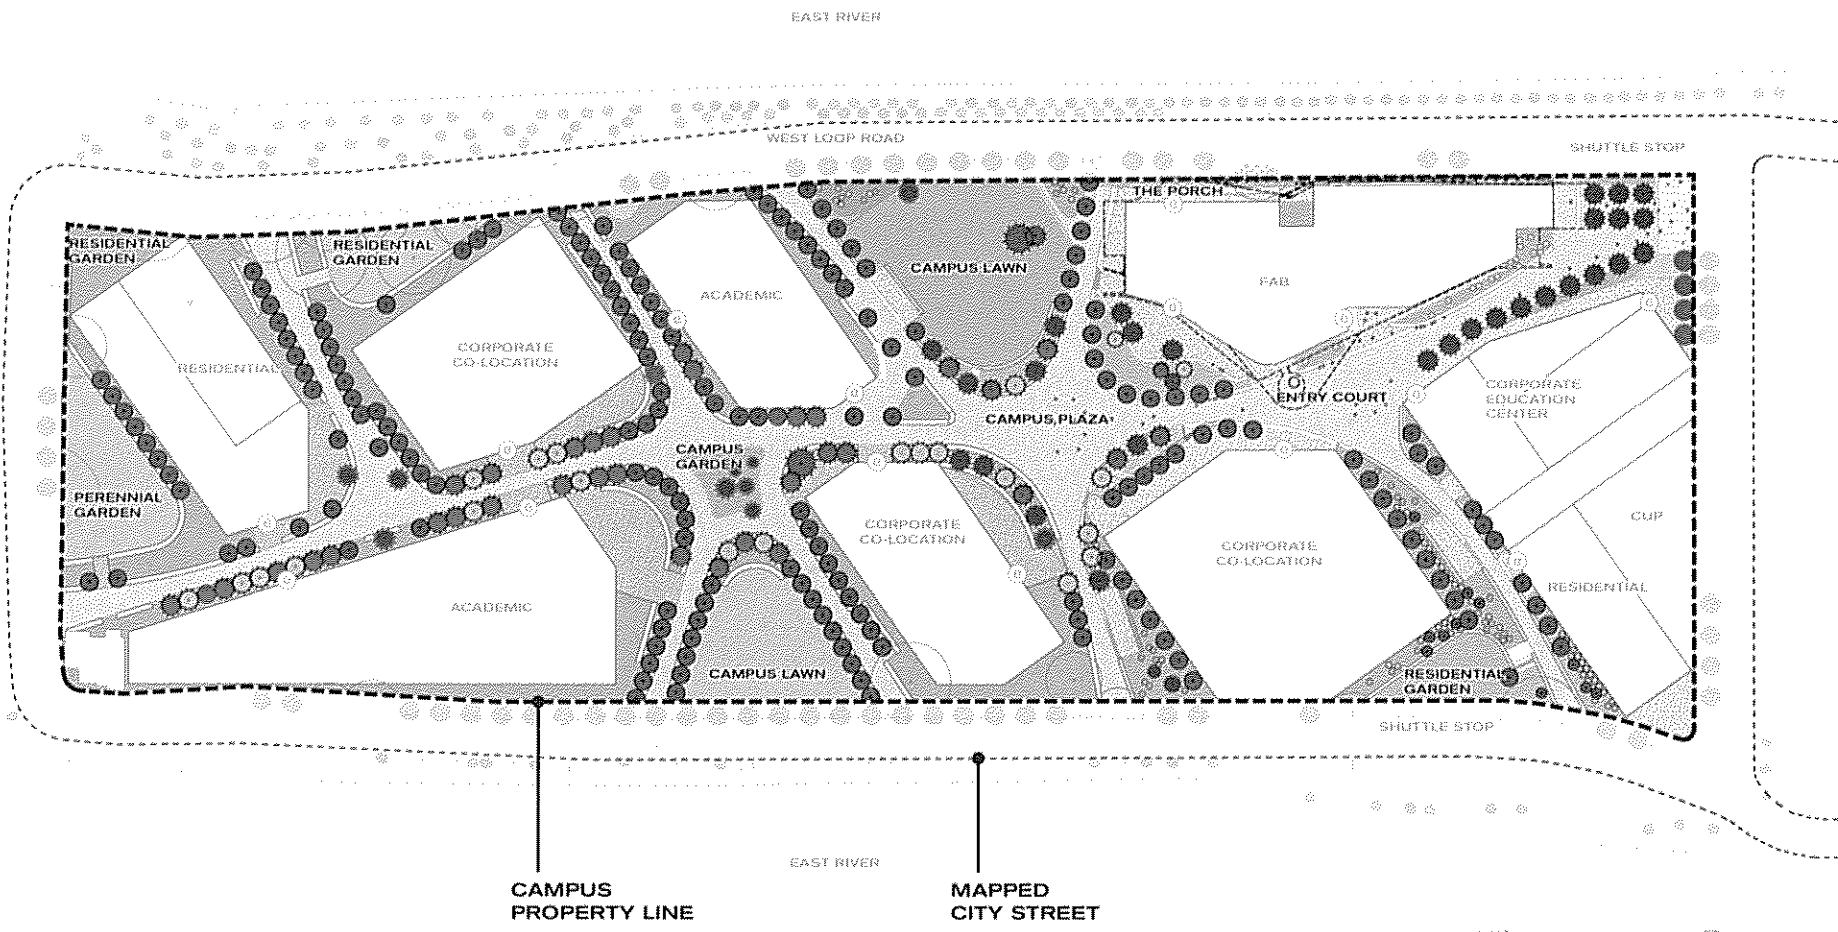 EAST RIVER
WEST LOOP ROAD
SHUTTLE STOP
THE PORCH
RESIDENTIAL
GARDEN
RESIDENTIAL
GARDEN
CAMPUS LAWN
ACADEMIC
FAB
CORPORATE
CO-LOCATION
RESIDENTIAL
CORPORATE
EDUCATION
CENTER
ENTRY COURT
CAMPUS PLAZA
CAMPUS
GARDEN
PERENNIAL
GARDEN
CORPORATE
CO-LOCATION
CUP
CORPORATE
CO-LOCATION
RESIDENTIAL
ACADEMIC
CAMPUS LAWN
RESIDENTIAL
GARDEN
SHUTTLE STOP
EAST RIVER
CAMPUS
PROPERTY LINE
MAPPED
CITY STREET